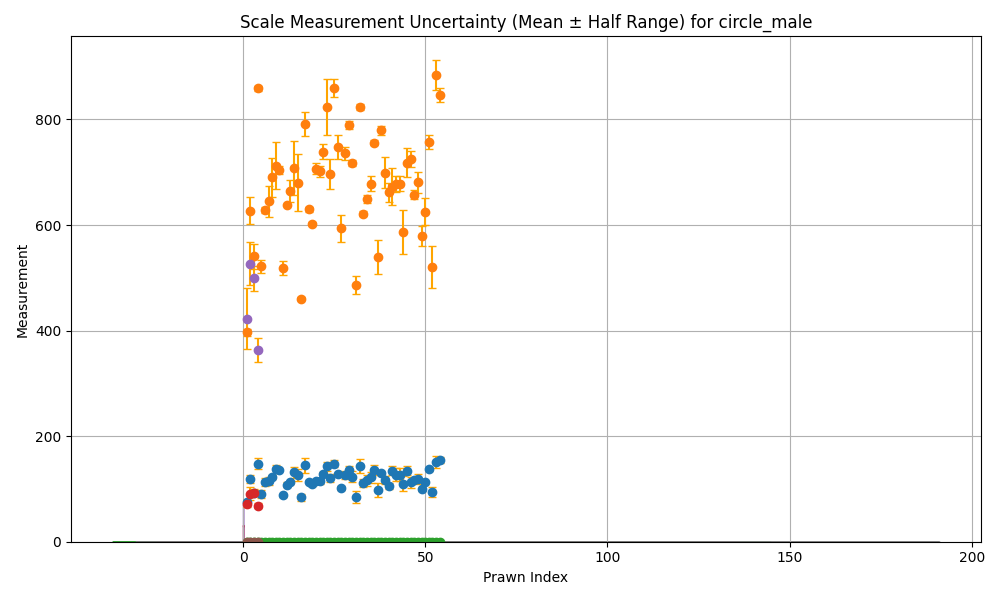 Scale Measurement Uncertainty (Mean ± Half Range) for circle_male
Measurement
800
600
400
200
0
0 50 100 150 200
Prawn Index